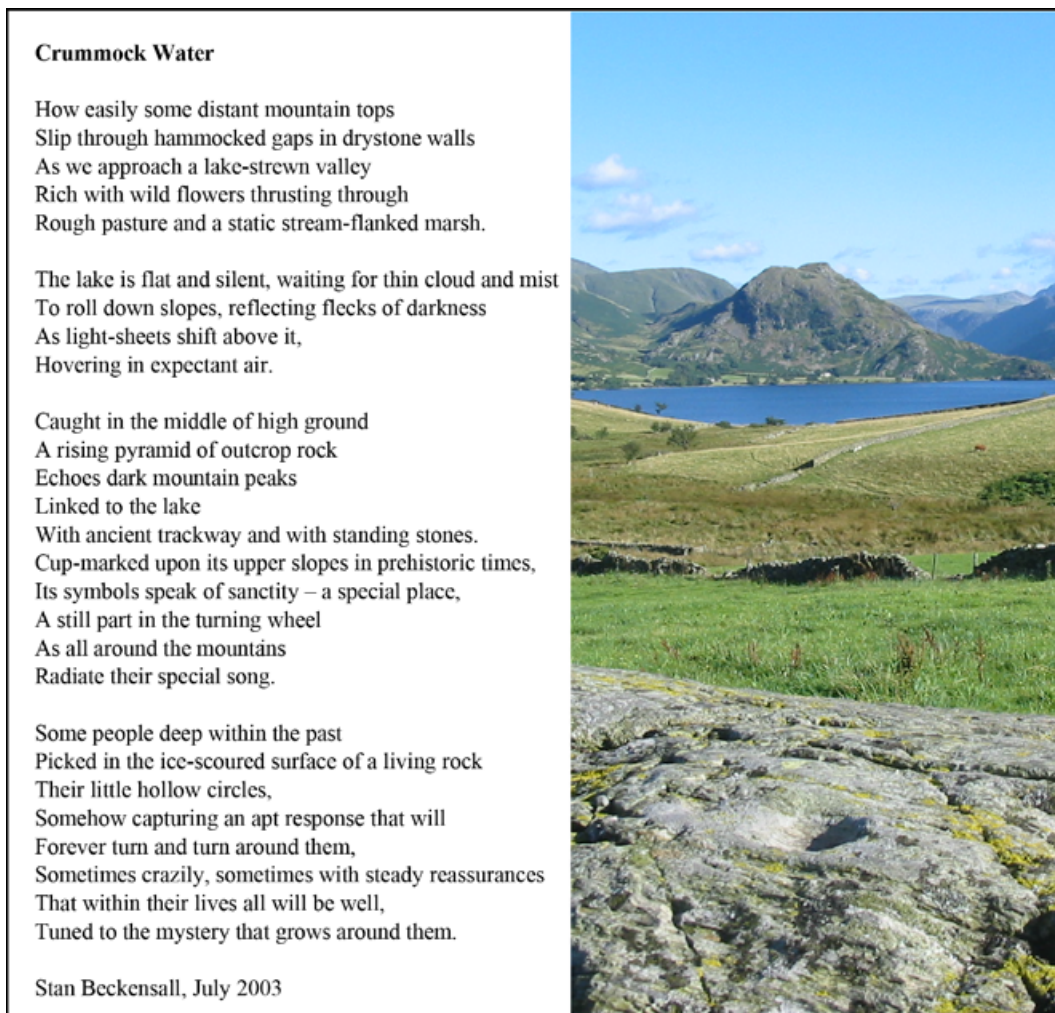 Crummock Water
How easily some distant mountain tops
Slip through hammocked gaps in drystone walls
As we approach a lake-strewn valley
Rich with wild flowers thrusting through
Rough pasture and a static stream-flanked marsh.
The lake is flat and silent, waiting for thin cloud and mist
To roll down slopes, reflecting flecks of darkness
As light-sheets shift above it,
Hovering in expectant air.
Caught in the middle of high ground
A rising pyramid of outcrop rock
Echoes dark mountain peaks
Linked to the lake
With ancient trackway and with standing stones.
Cup-marked upon its upper slopes in prehistoric times,
Its symbols speak of sanctity – a special place,
A still part in the turning wheel
As all around the mountains
Radiate their special song.
Some people deep within the past
Picked in the ice-scoured surface of a living rock
Their little hollow circles,
Somehow capturing an apt response that will
Forever turn and turn around them,
Sometimes crazily, sometimes with steady reassurances
That within their lives all will be well,
Tuned to the mystery that grows around them.
Stan Beckensall, July 2003